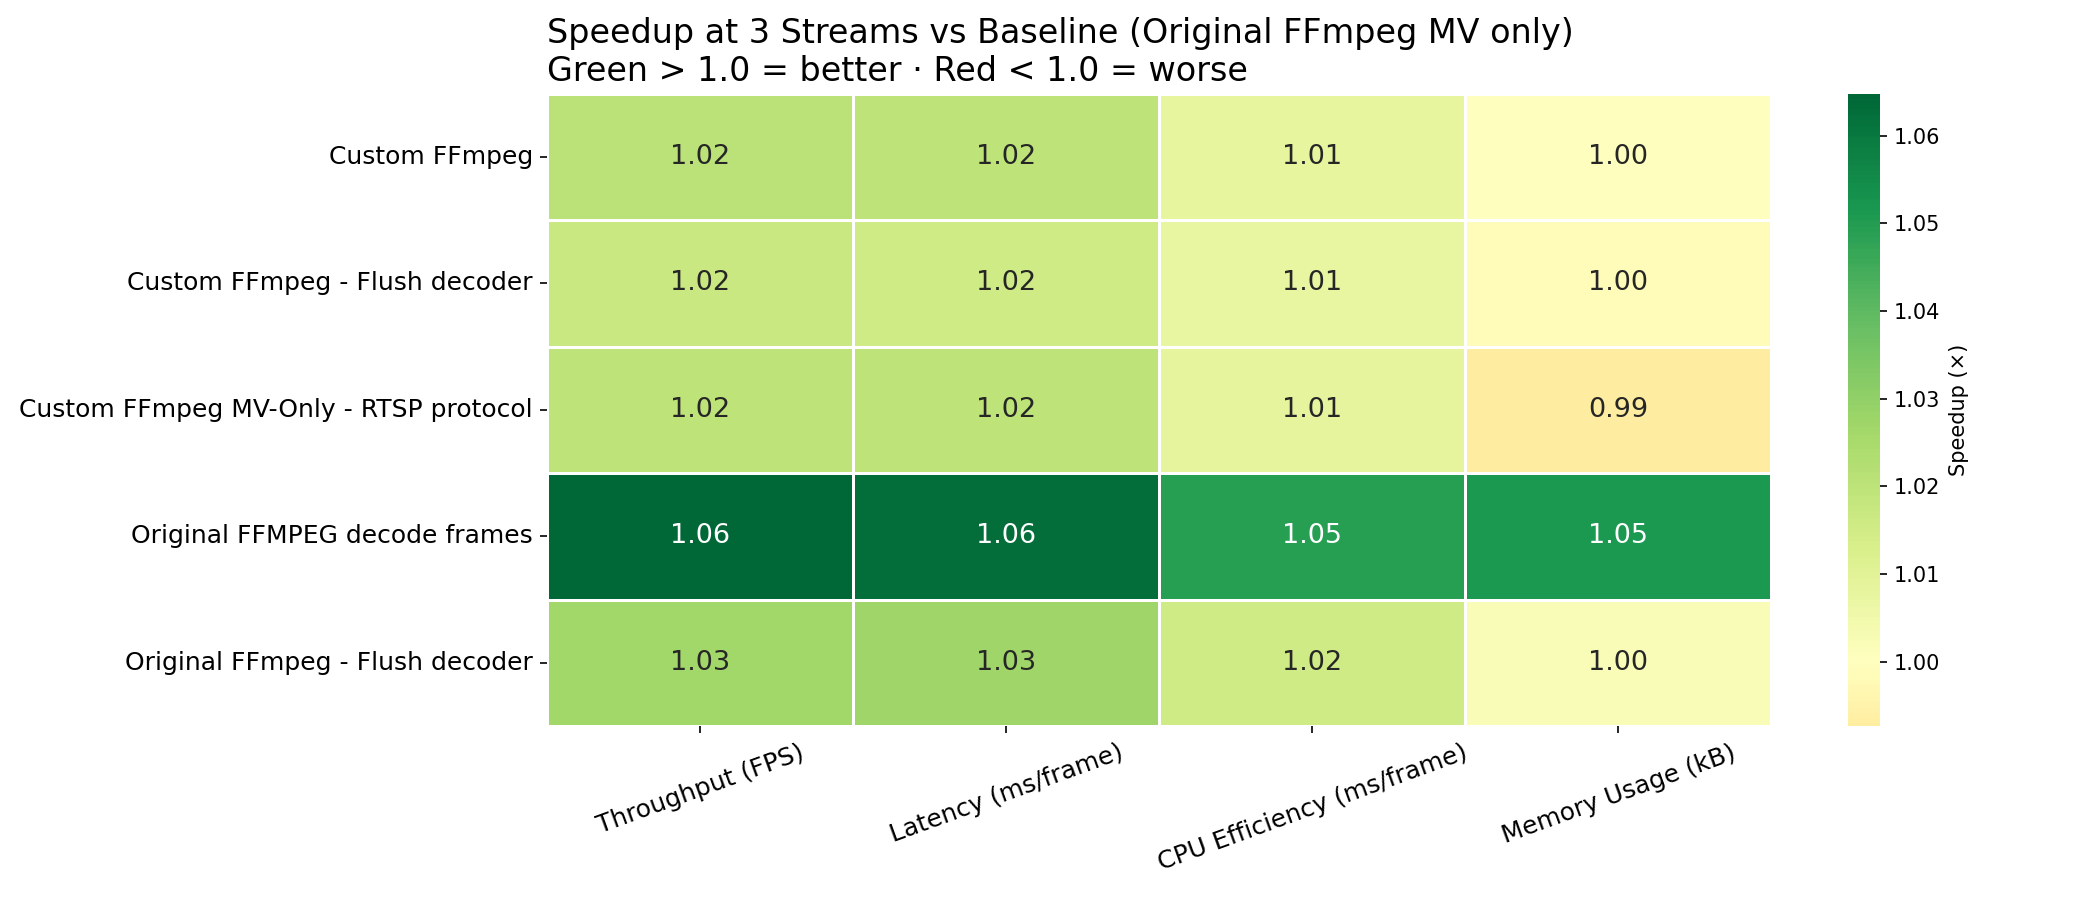 Speedup at 3 Streams vs Baseline (Original FFmpeg MV only)
Green > 1.0 = better · Red < 1.0 = worse
Custom FFmpeg
1.02
1.02
1.01
1.00
Custom FFmpeg - Flush decoder
1.02
1.02
1.01
1.00
Custom FFmpeg MV-Only - RTSP protocol
1.02
1.02
1.01
0.99
Original FFMPEG decode frames
1.06
1.06
1.05
1.05
Original FFmpeg - Flush decoder
1.03
1.03
1.02
1.00
Throughput (FPS)
Latency (ms/frame)
CPU Efficiency (ms/frame)
Memory Usage (kB)
1.06
1.05
1.04
1.03
1.02
1.01
1.00
Speedup (×)